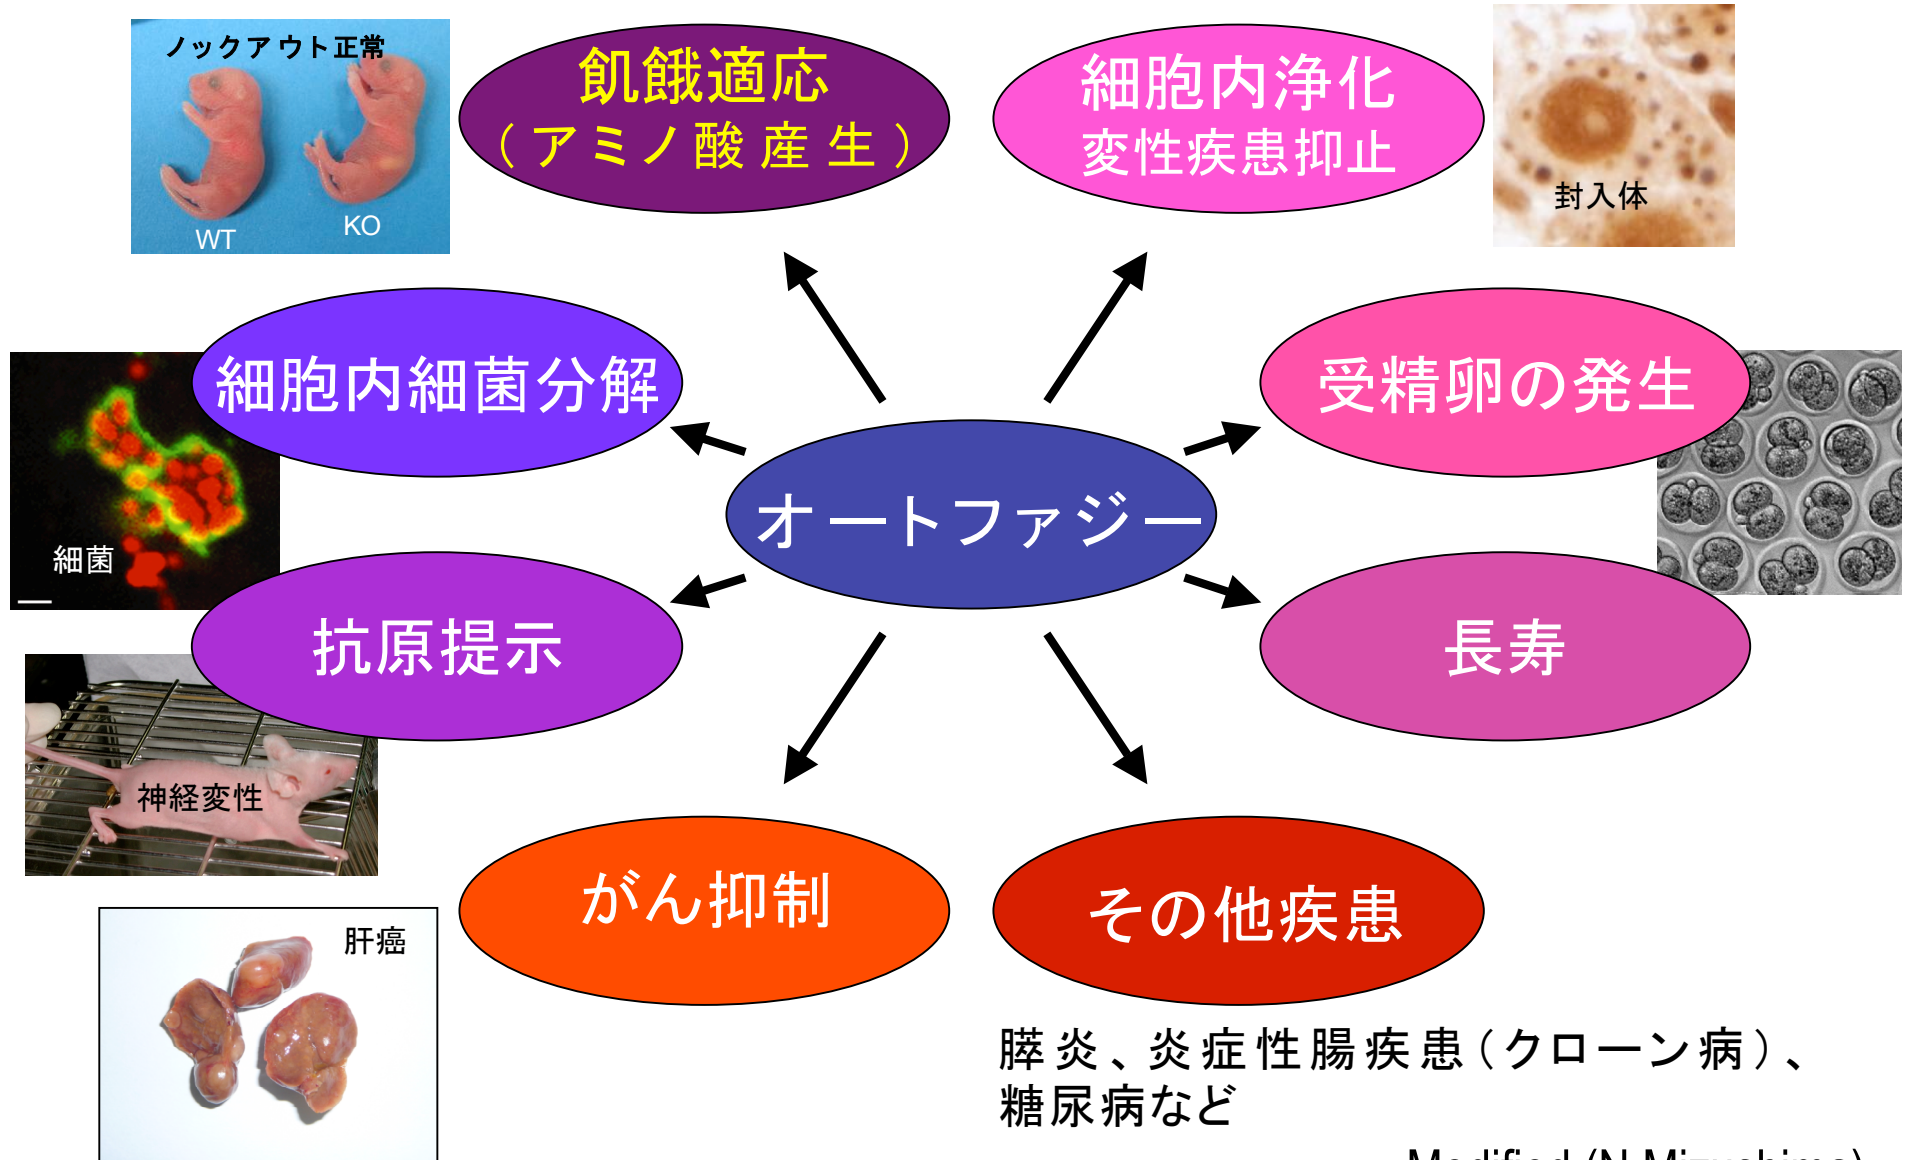 ノックアウト正常
WT
KO
飢餓適応
（アミノ酸産生）
細胞内浄化
変性疾患抑止
封入体
細胞内細菌分解
細菌
受精卵の発生
オートファジー
抗原提示
神経変性
長寿
がん抑制
その他疾患
肝癌
膵炎、炎症性腸疾患（クローン病）、
糖尿病など
Modified (N Mizushima)